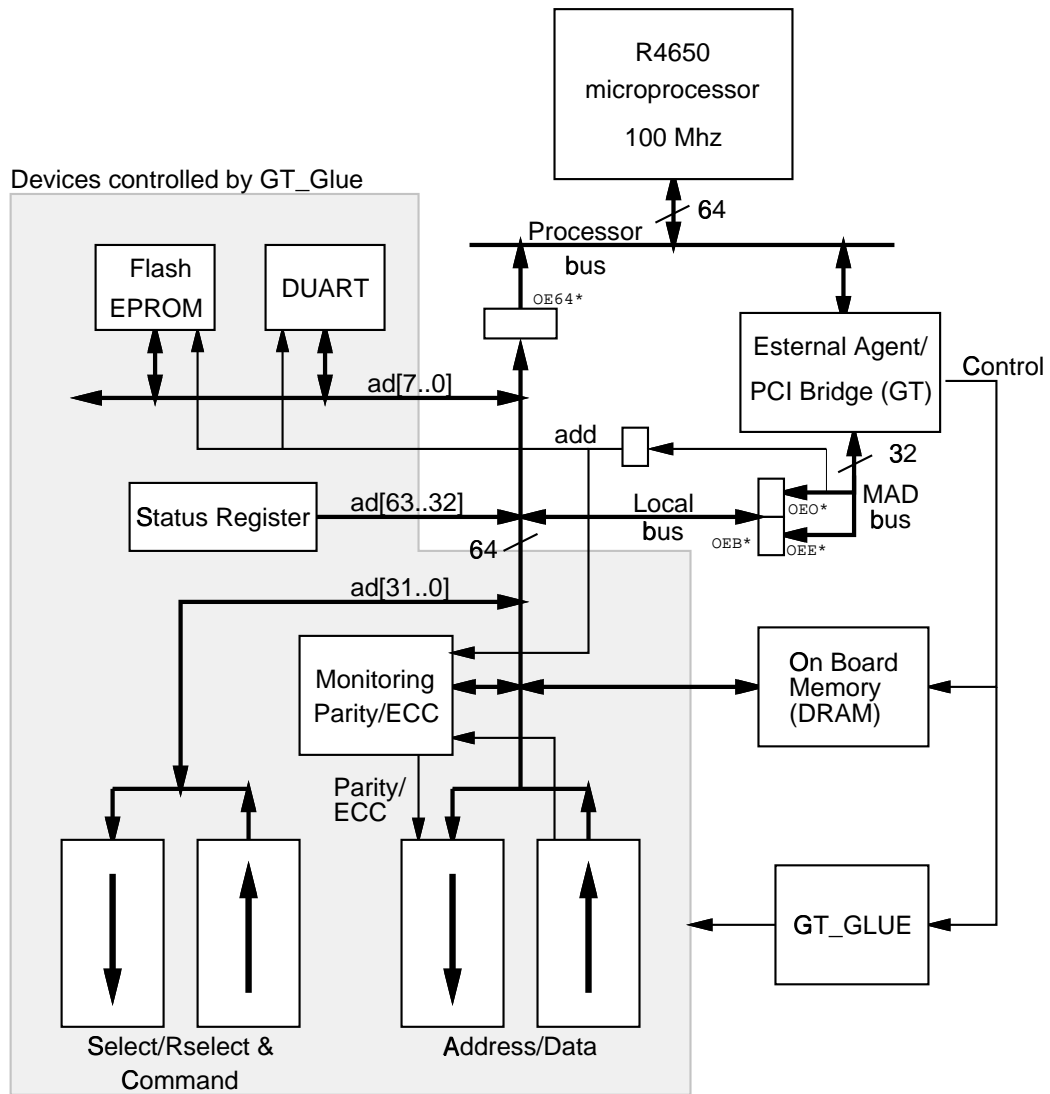 R4650
microprocessor
100 Mhz
Devices controlled by GT_Glue
64
Processor
bus
Flash
EPROM
DUART
OE64*
Esternal Agent/
PCI Bridge (GT)
Control
ad[7..0]
add
32
MAD
bus
Status Register
ad[63..32]
Local
bus
OEO*
OEB*
OEE*
64
ad[31..0]
Monitoring
Parity/ECC
On Board
Memory
(DRAM)
Parity/
ECC
GT_GLUE
Select/Rselect &
Command
Address/Data